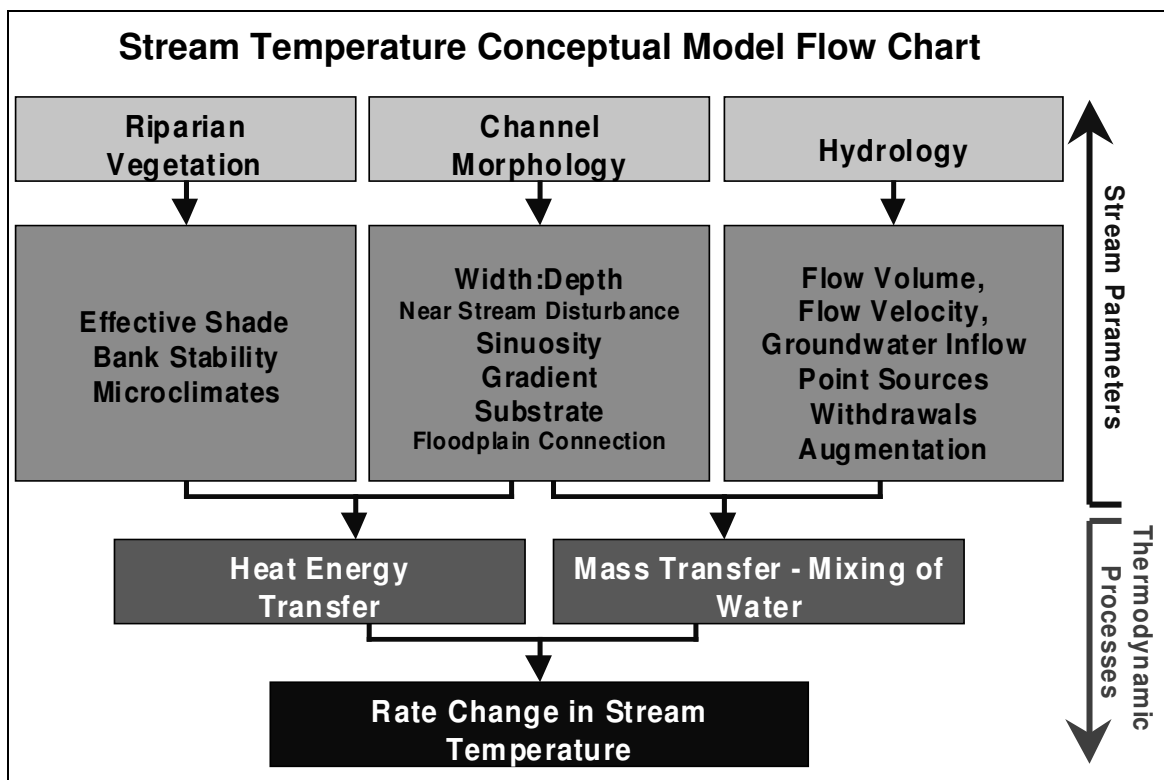 Stream Temperature Conceptual Model Flow Chart
Riparian
Vegetation
Channel
Morphology
Hydrology
Effective Shade
Bank Stability
Microclimates
Width:Depth
Near Stream Disturbance
Sinuosity
Gradient
Substrate
Floodplain Connection
Flow Volume,
Flow Velocity,
Groundwater Inflow
Point Sources
Withdrawals
Augmentation
Stream Parameters
Heat Energy
Transfer
Mass Transfer - Mixing of
Water
Rate Change in Stream
Temperature
Thermodynamic
Processes